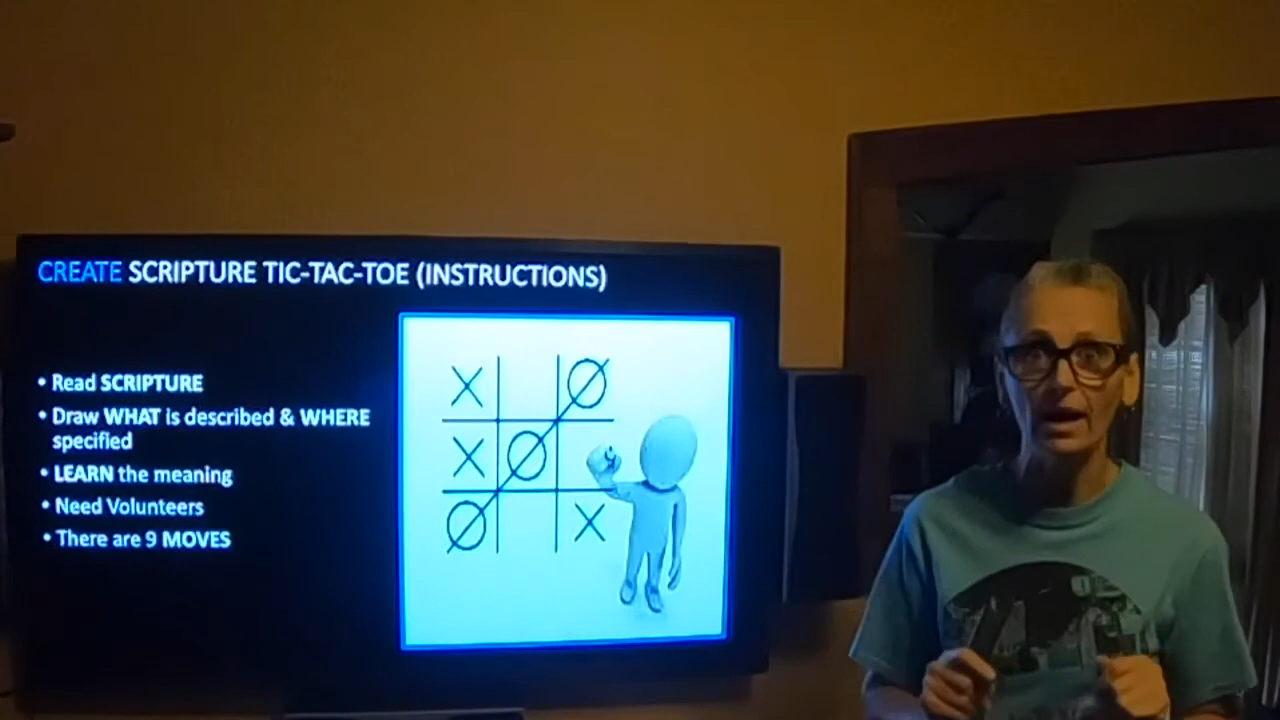 CREATE SCRIPTURE TIC-TAC-TOE (INSTRUCTIONS)
• Read SCRIPTURE
• Draw WHAT is described & WHERE
specified
• LEARN the meaning
• Need Volunteers
• There are 9 MOVES
X O
X O
O X